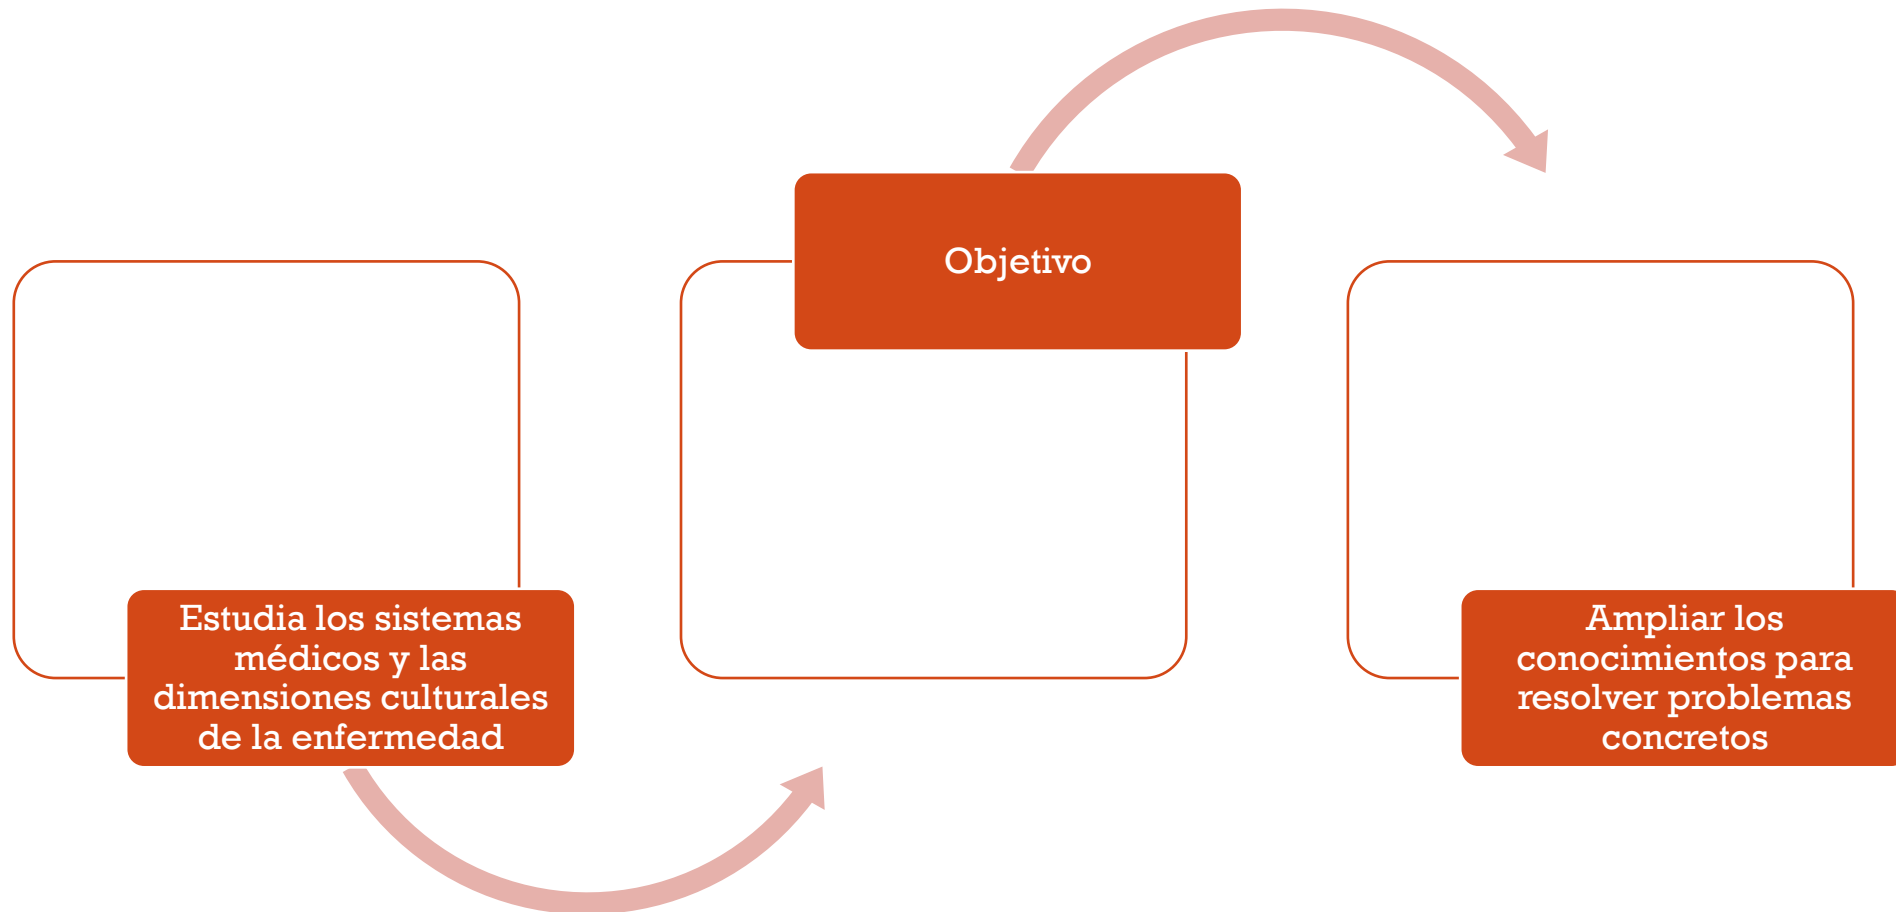 Estudia los sistemas
médicos y las
dimensiones culturales
de la enfermedad
Objetivo
Ampliar los
conocimientos para
resolver problemas
concretos